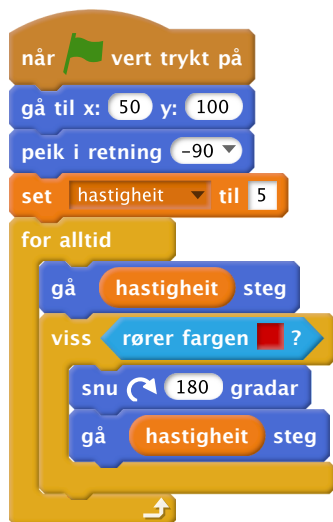 når vert trykt på
gå til x: 50 y: 100
peik i retning -90
set hastigheit til 5
for alltid
gå hastigheit steg
viss rører fargen ?
snu 180 gradar
gå hastigheit steg